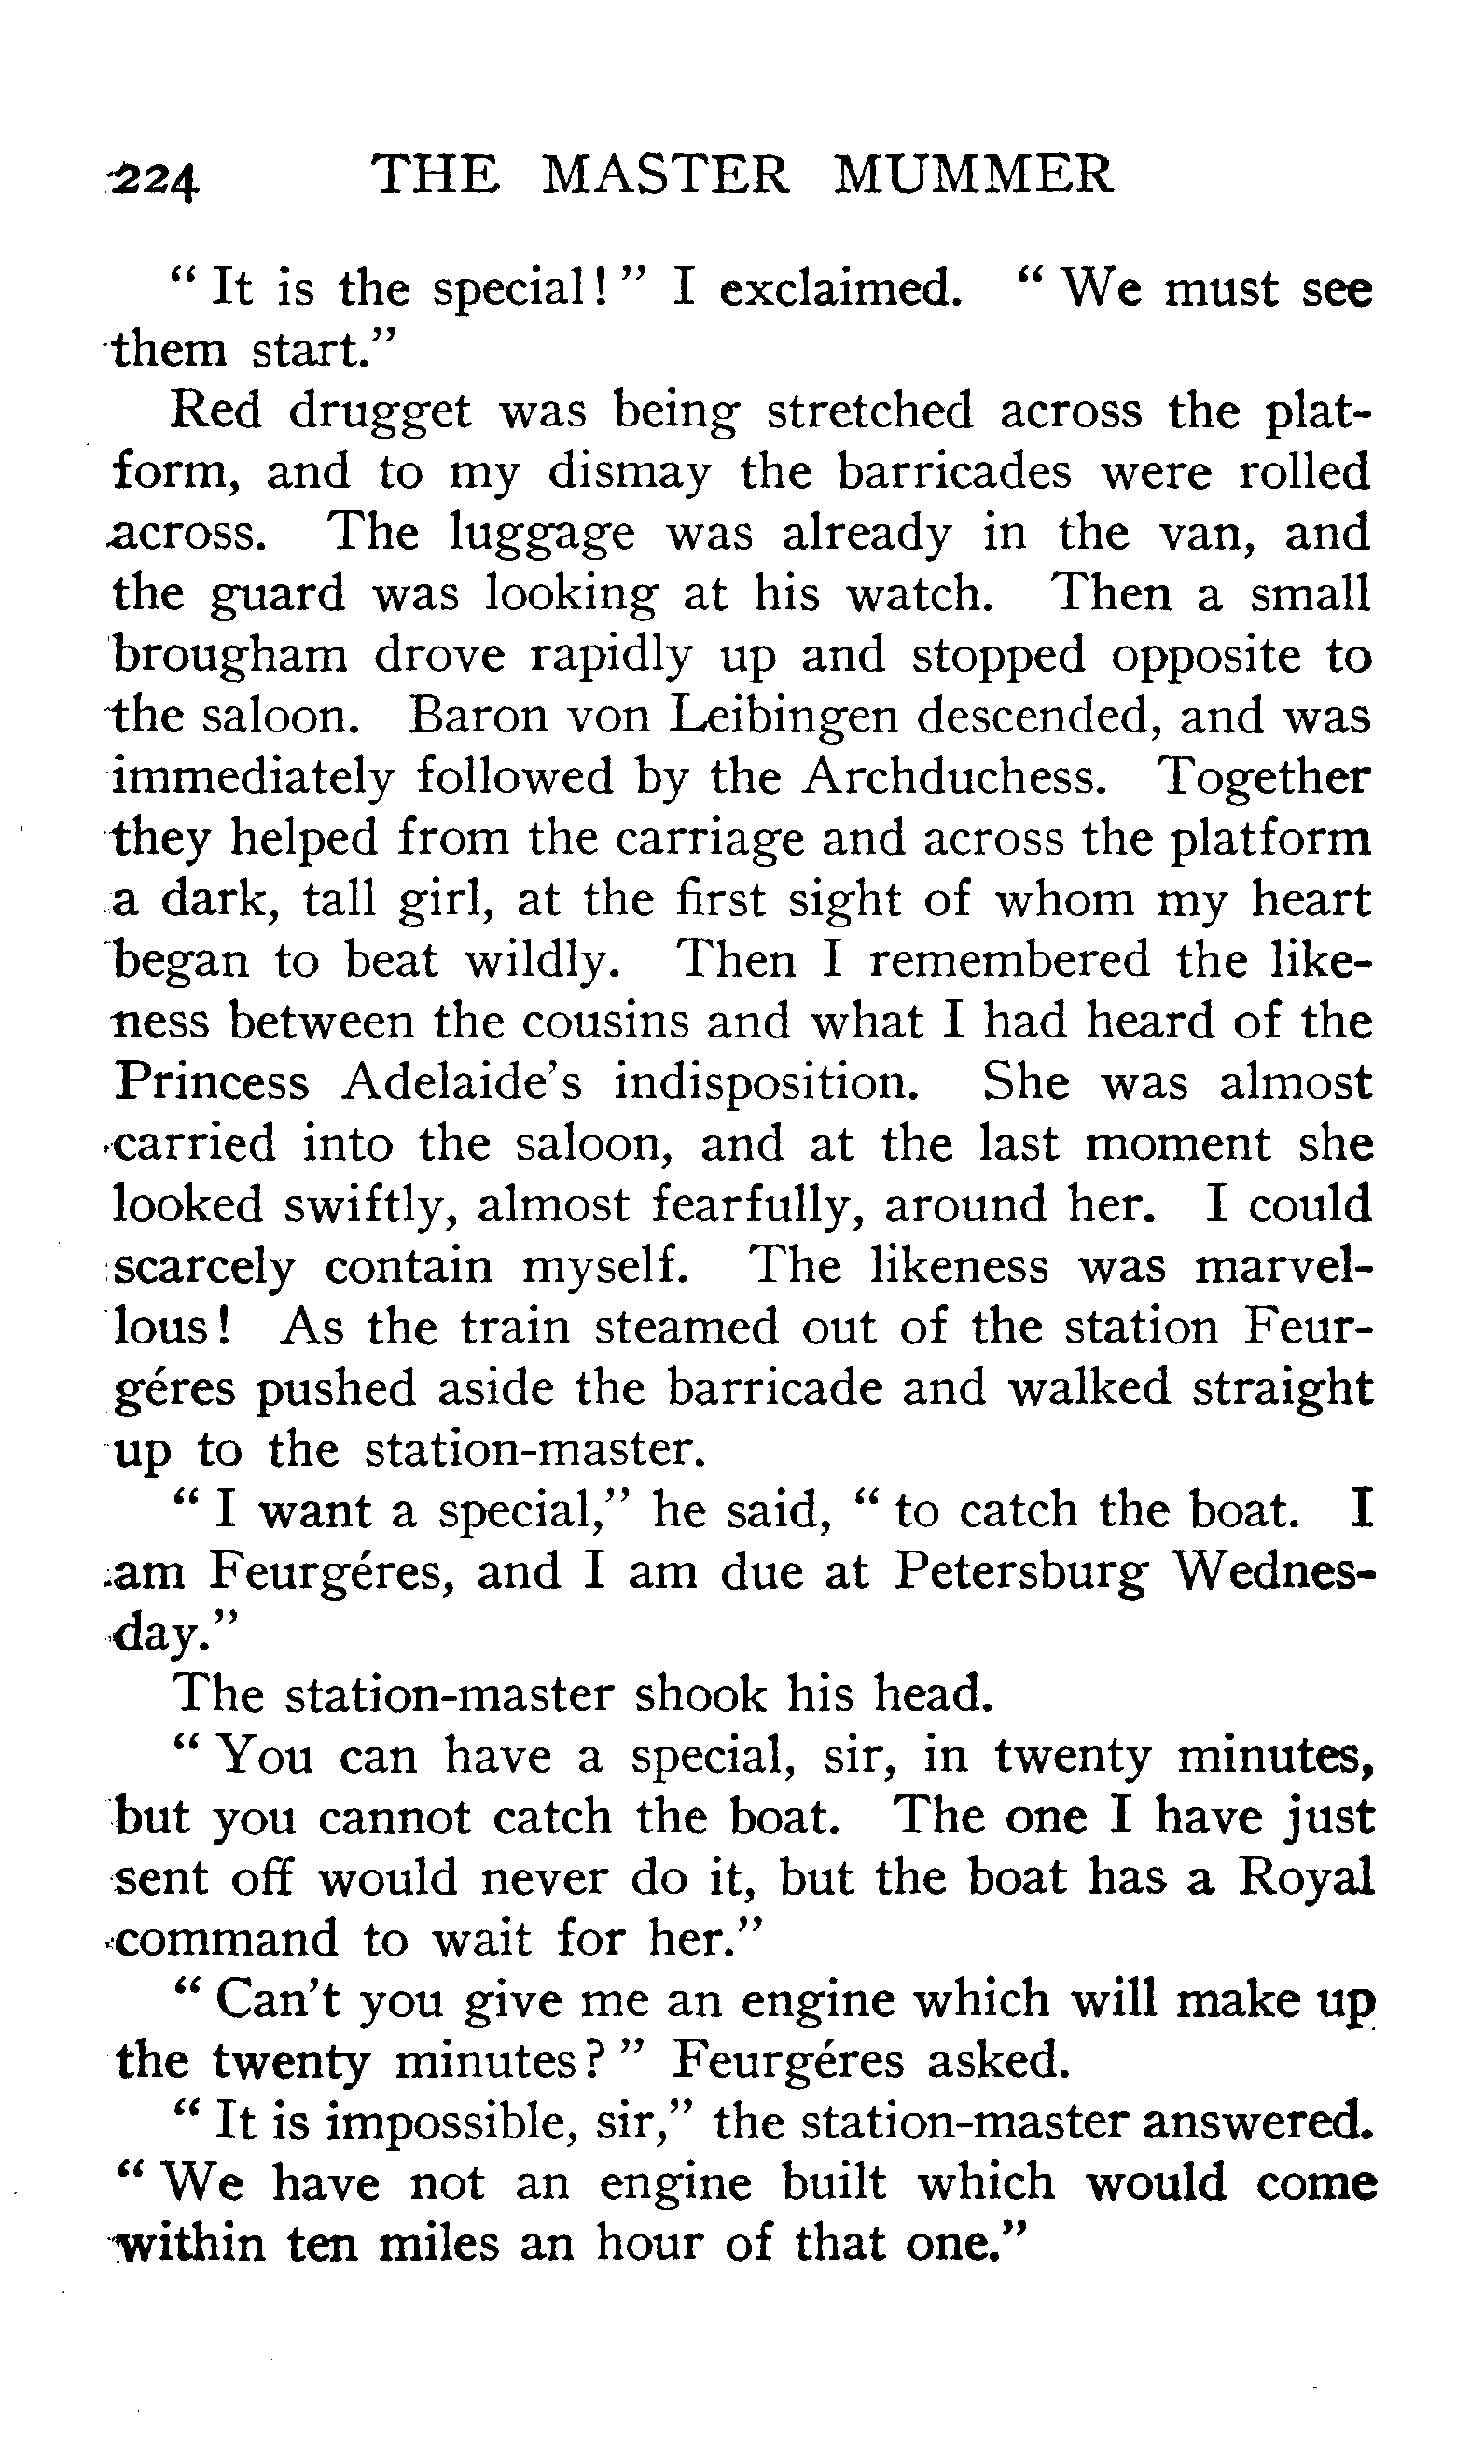 224 THE MASTER MUMMER
" It is the special! " I exclaimed. " We must see
them start."
Red drugget was being stretched across the plat-
form, and to my dismay the barricades were rolled
across. The luggage was already in the van, and
the guard was looking at his watch. Then a small
brougham drove rapidly up and stopped opposite to
the saloon. Baron von Leibingen descended, and was
immediately followed by the Archduchess. Together
they helped from the carriage and across the platform
a dark, tall girl, at the first sight of whom my heart
began to beat wildly. Then I remembered the like-
ness between the cousins and what I had heard of the
Princess Adelaide's indisposition. She was almost
carried into the saloon, and at the last moment she
looked swiftly, almost fearfully, around her. I could
scarcely contain myself. The likeness was marvel-
lous! As the train steamed out of the station Feur-
géres pushed aside the barricade and walked straight
up to the station-master.
" I want a special," he said, " to catch the boat. I
am Feurgéres, and I am due at Petersburg Wednes-
day."
The station-master shook his head.
" You can have a special, sir, in twenty minutes,
but you cannot catch the boat. The one I have just
sent off would never do it, but the boat has a Royal
command to wait for her."
" Can't you give me an engine which will make up
the twenty minutes? " Feurgéres asked.
" It is impossible, sir," the station-master answered.
" We have not an engine built which would come
within ten miles an hour of that one."